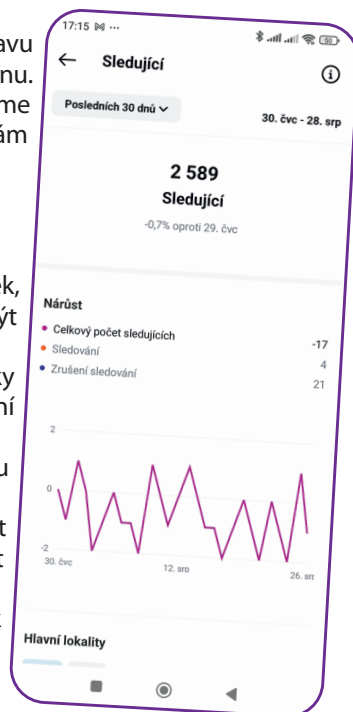 avu
nu.
me
ám
ek,
ýt
ky
ní
u
t
t
k
17:15 ...
50
Sledující
Posledních 30 dnů
30. čvc - 28. srp
2 589
Sledující
-0,7% oproti 29. čvc
Nárůst
Celkový počet sledujících -17
Sledování 4
Zrušení sledování 21
2
0
-2
30. čvc 12. srp 26. srp
Hlavní lokality